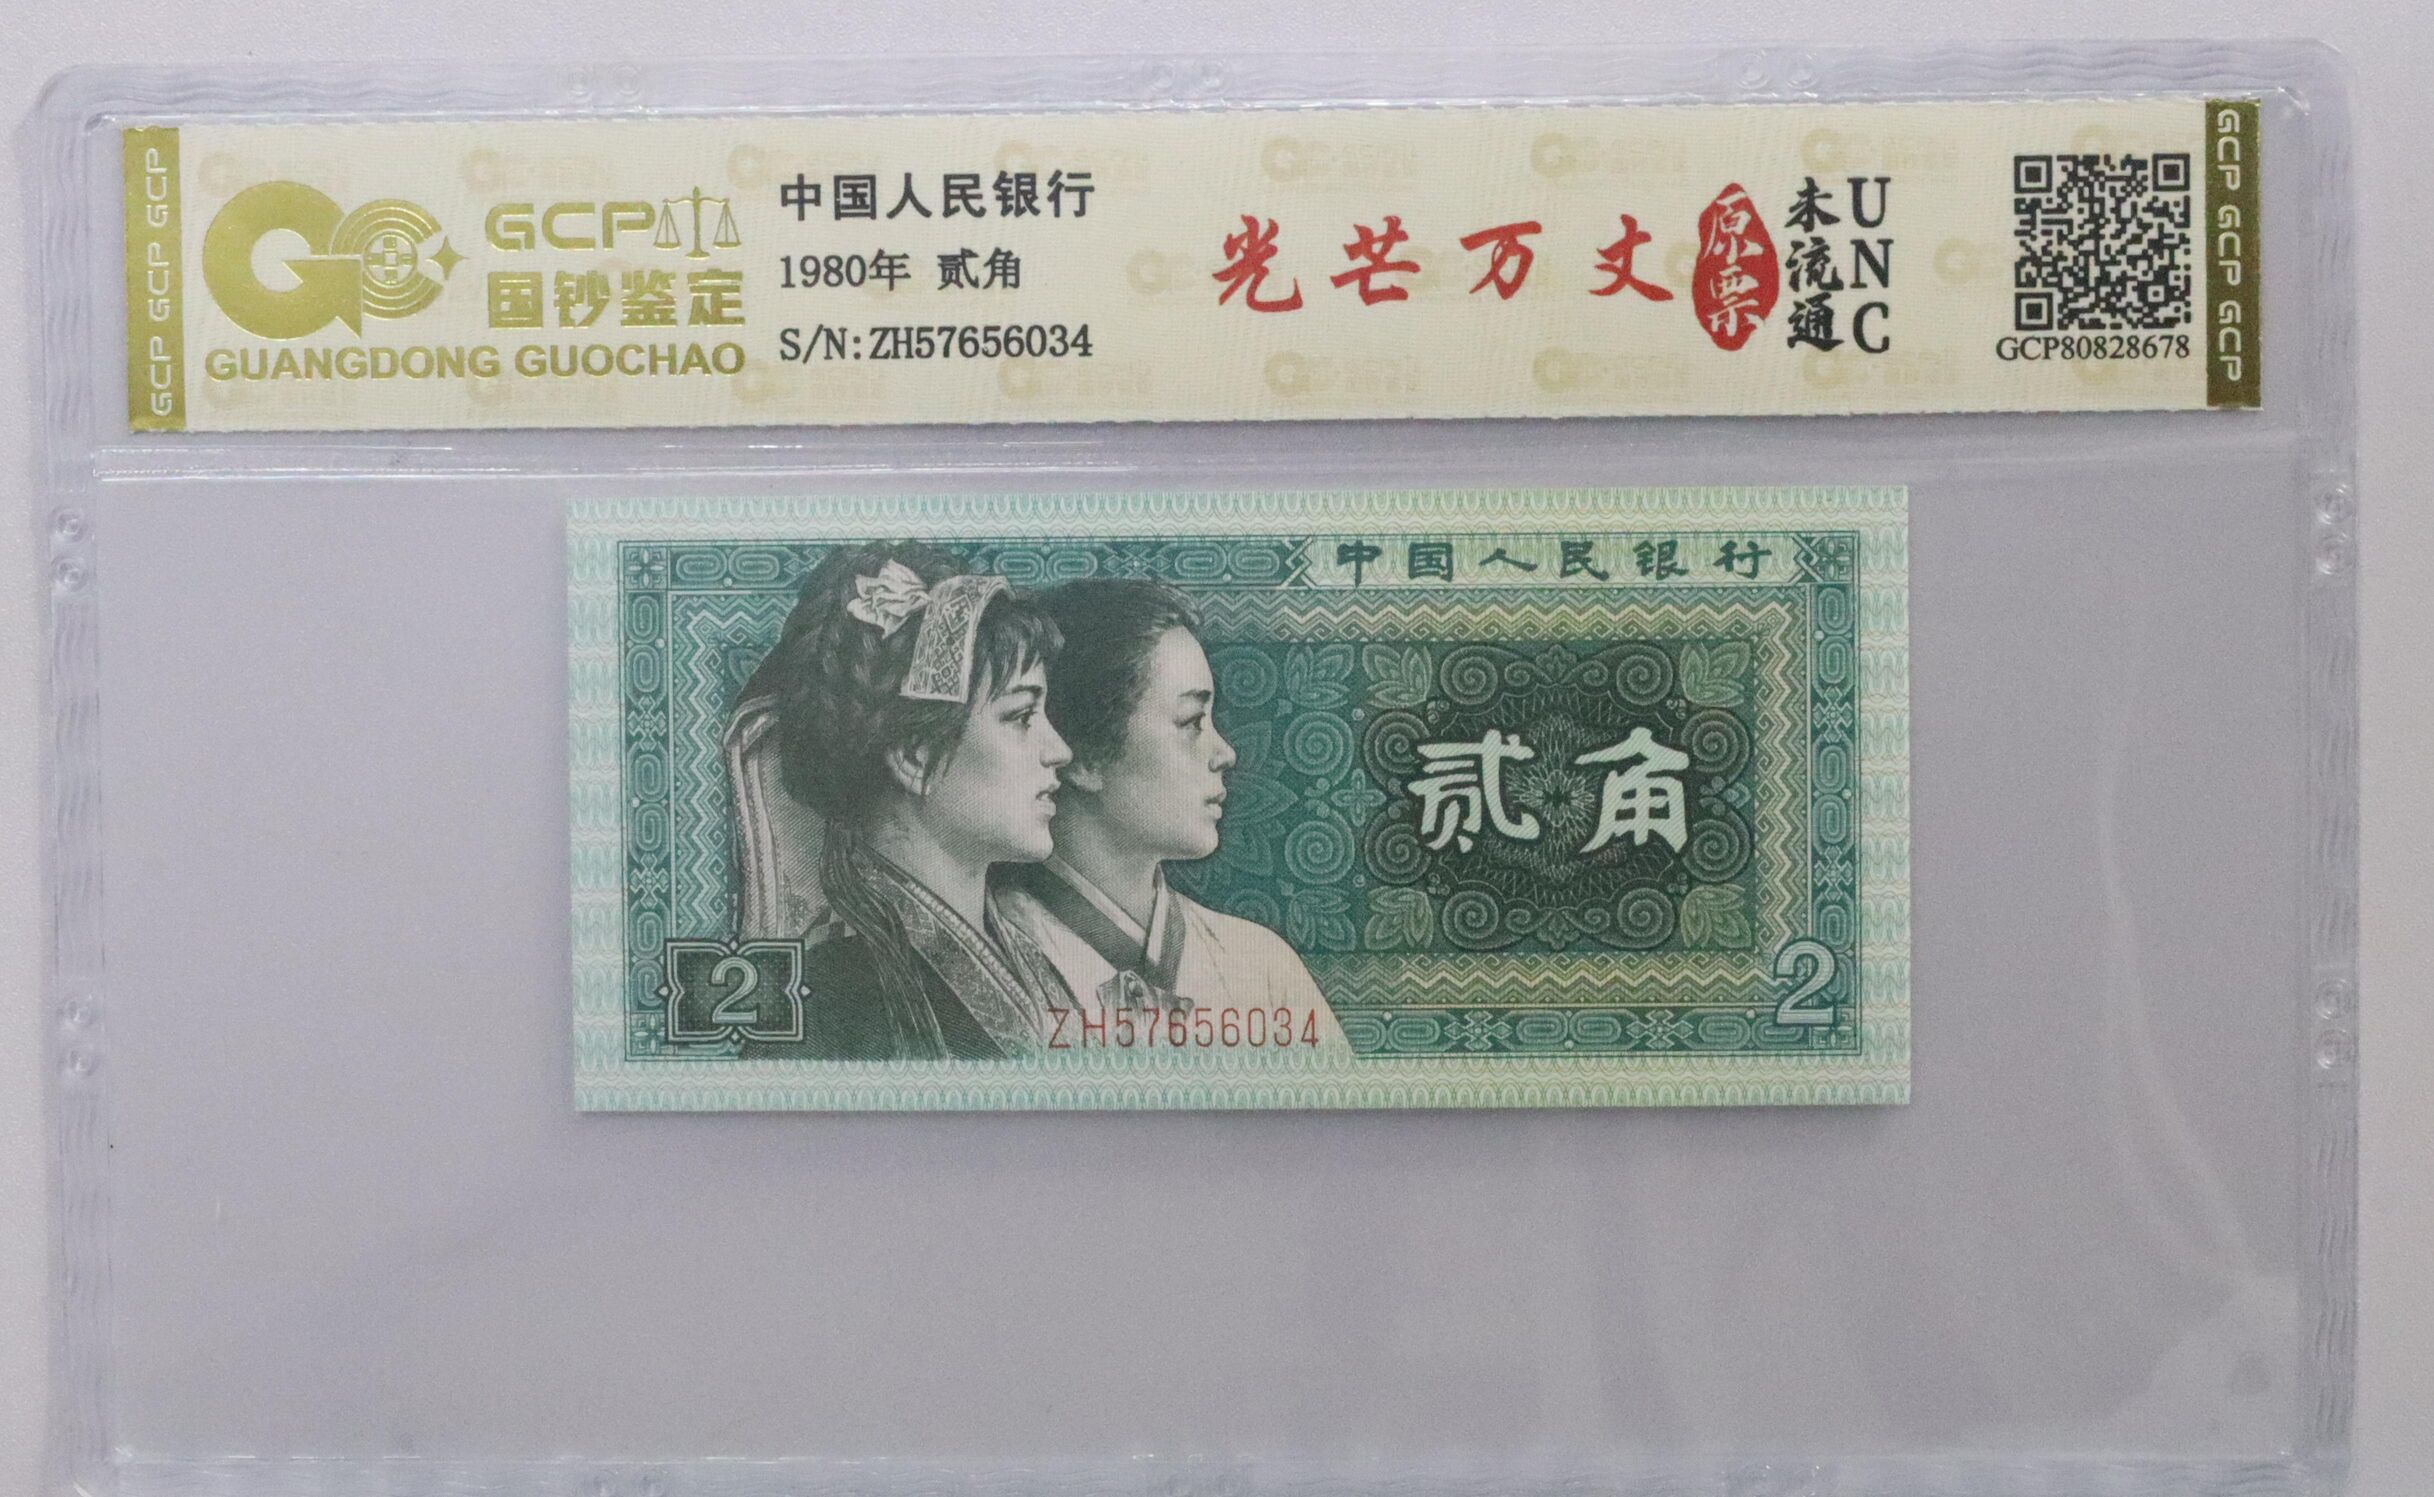 GCP GCP GCP
GCP
国钞鉴定
GUANGDONG GUOCHAO
中国人民银行
1980年 贰角
S/N:ZH57656034
光芒万丈
原票
未流通
UNC
GCP80828678
GCP GCP GCP
中国人民银行
贰角
2
2
ZH57656034